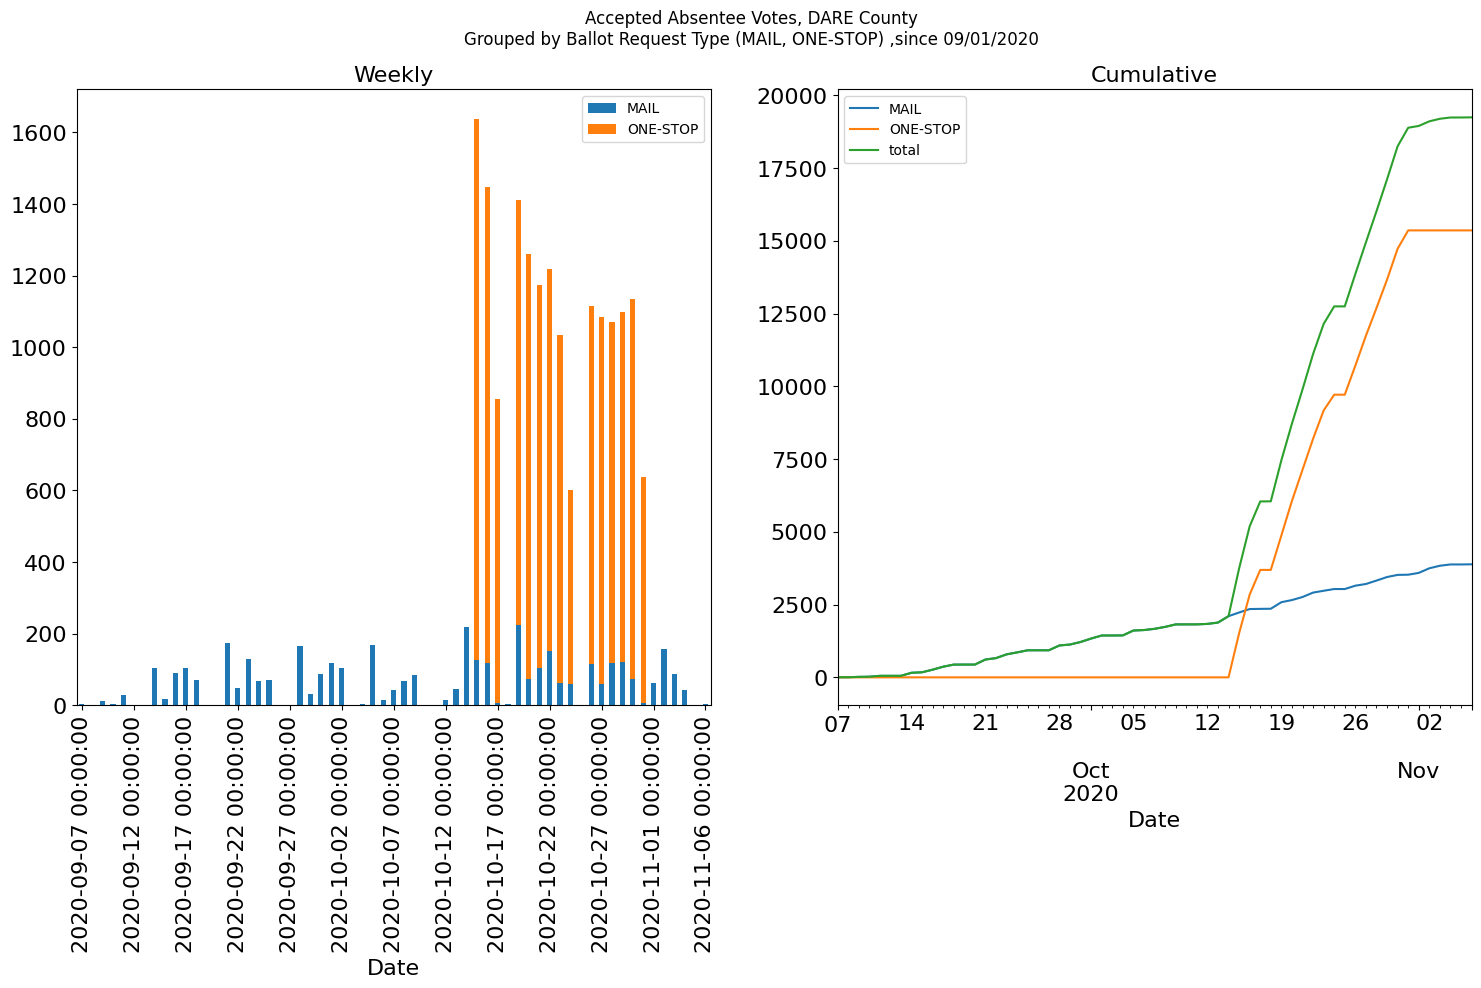 Accepted Absentee Votes, DARE County
Grouped by Ballot Request Type (MAIL, ONE-STOP) ,since 09/01/2020
Weekly
MAIL
ONE-STOP
1600
1400
1200
1000
800
600
400
200
0
2020-09-07 00:00:00
2020-09-12 00:00:00
2020-09-17 00:00:00
2020-09-22 00:00:00
2020-09-27 00:00:00
2020-10-02 00:00:00
2020-10-07 00:00:00
2020-10-12 00:00:00
2020-10-17 00:00:00
2020-10-22 00:00:00
2020-10-27 00:00:00
2020-11-01 00:00:00
2020-11-06 00:00:00
Date
Cumulative
MAIL
ONE-STOP
total
20000
17500
15000
12500
10000
7500
5000
2500
0
07 14 21 28 05 12 19 26 02
Oct Nov
2020
Date